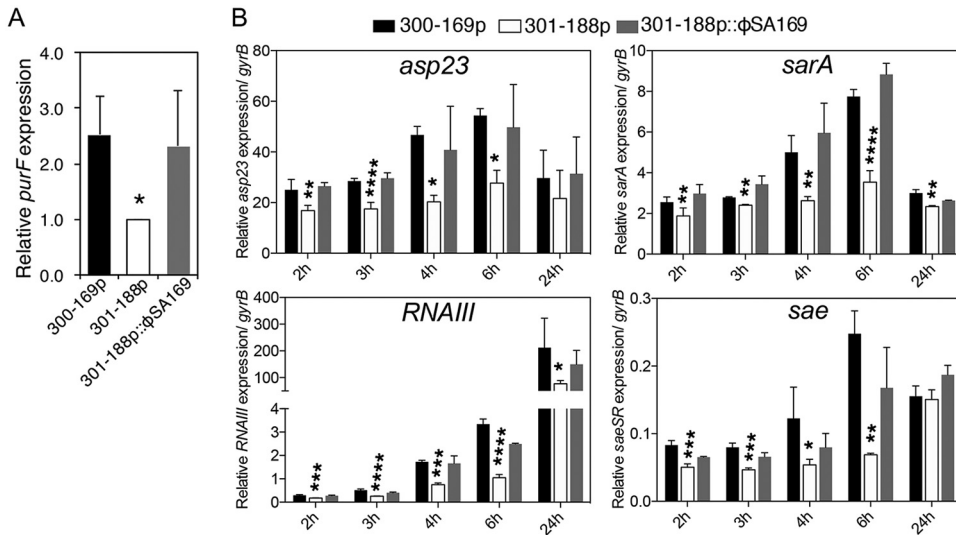 A
Relative purF expression
4.0
3.0
2.0
1.0
0.0
*
300-169p
301-188p
301-188p::ϕSA169
B
300-169p 301-188p 301-188p::ϕSA169
asp23
Relative asp23 expression/ gyrB
80
60
40
20
0
** **** * *
2h 3h 4h 6h 24h
sarA
Relative sarA expression/ gyrB
10
8
6
4
2
0
** ** ** **** **
2h 3h 4h 6h 24h
RNAIII
Relative RNAIII expression/ gyrB
400
300
200
100
4
3
2
1
0
*** **** *** **** *
2h 3h 4h 6h 24h
sae
Relative saeSR expression/ gyrB
0.3
0.2
0.1
0.0
*** *** * **
2h 3h 4h 6h 24h